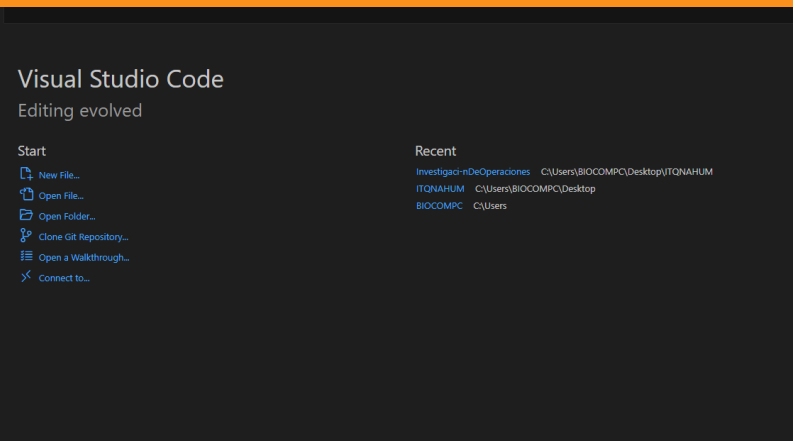 Visual Studio Code
Editing evolved
Start
New File...
Open File...
Open Folder...
Clone Git Repository...
Open a Walkthrough...
Connect to...
Recent
Investigaci-nDeOperaciones C:\Users\BIOCOMPC\Desktop\ITQNAHUM
ITQNAHUM C:\Users\BIOCOMPC\Desktop
BIOCOMPC C:\Users